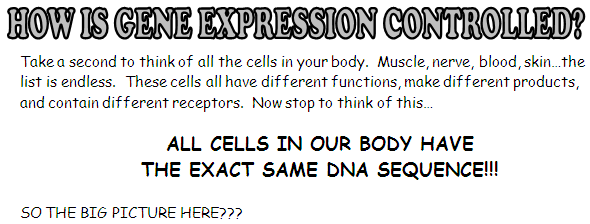 HOW IS GENE EXPRESSION CONTROLLED?
Take a second to think of all the cells in your body. Muscle, nerve, blood, skin...the
list is endless. These cells all have different functions, make different products,
and contain different receptors. Now stop to think of this...
ALL CELLS IN OUR BODY HAVE
THE EXACT SAME DNA SEQUENCE!!!
SO THE BIG PICTURE HERE???